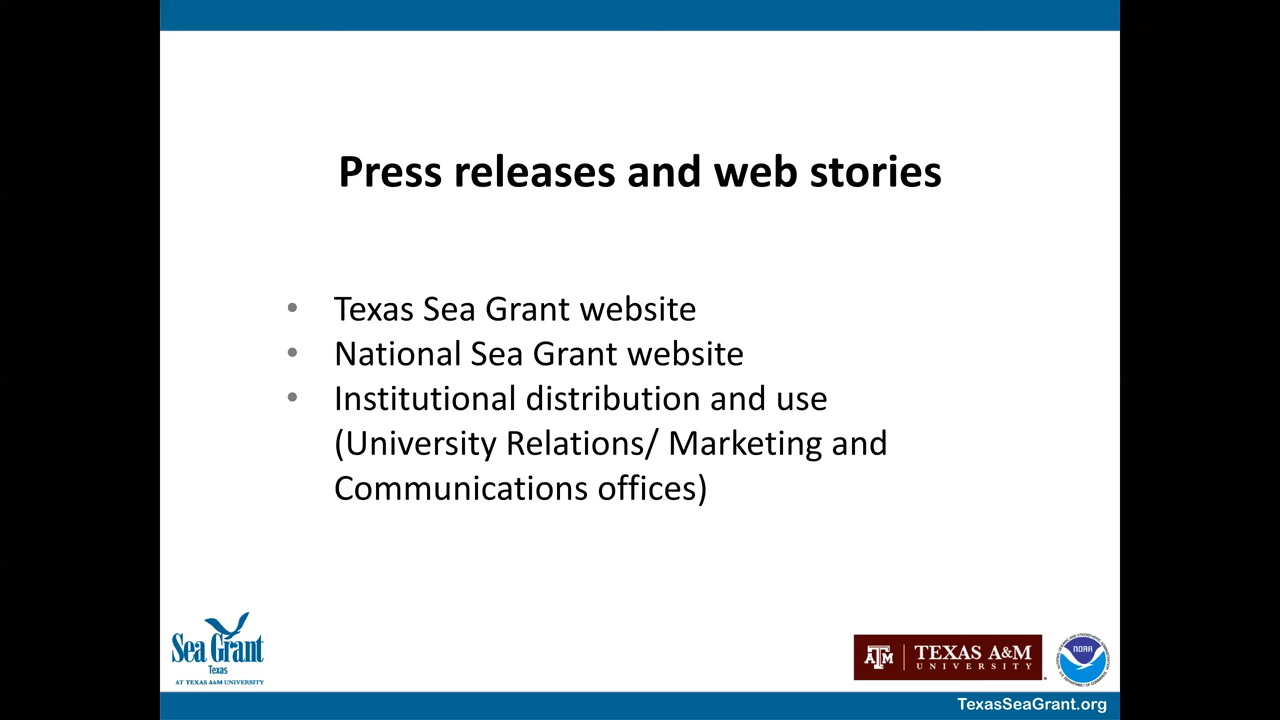 Press releases and web stories
• Texas Sea Grant website
• National Sea Grant website
• Institutional distribution and use
(University Relations/ Marketing and
Communications offices)
Sea Grant
Texas
AT TEXAS A&M UNIVERSITY
ATM
TEXAS A&M
UNIVERSITY
NOAA
TexasSeaGrant.org